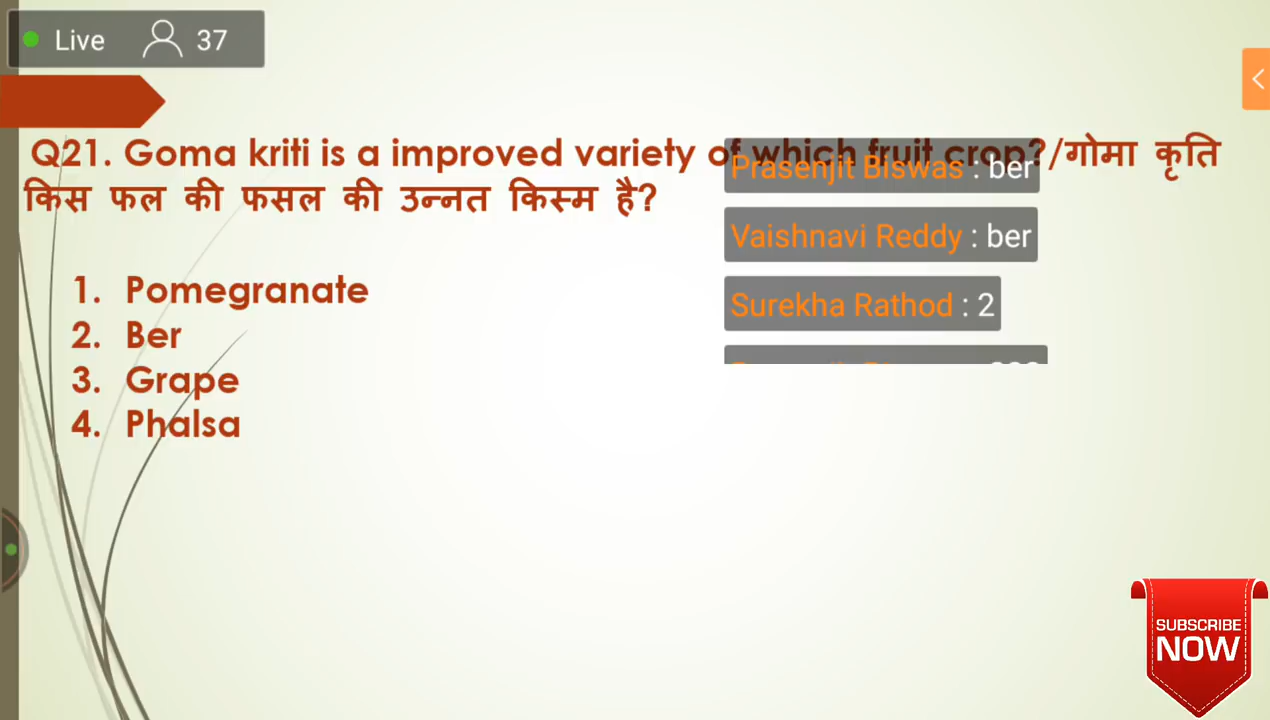 Live 37
Q21. Goma kriti is a improved variety of which fruit crop?/गोमा कृति
किस फल की फसल की उन्नत किस्म है?
Prasenjit Biswas : ber
Vaishnavi Reddy : ber
Surekha Rathod : 2
1. Pomegranate
2. Ber
3. Grape
4. Phalsa
SUBSCRIBE
NOW